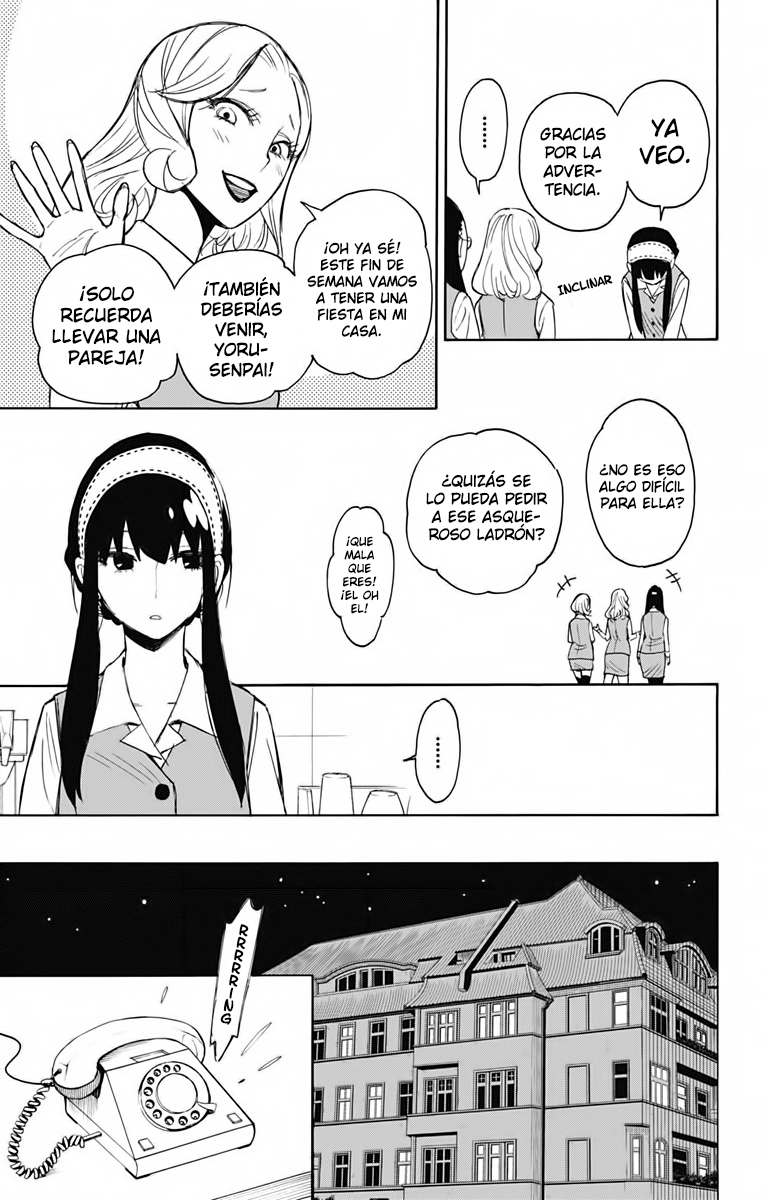 YA
VEO.
GRACIAS
POR LA
ADVER-
TENCIA.
........
INCLINAR
¡OH YA SÉ!
ESTE FIN DE
SEMANA VAMOS
A TENER UNA
FIESTA EN MI
CASA.
¡TAMBIÉN
DEBERÍAS
VENIR,
YORU-
SENPAI!
¡SOLO
RECUERDA
LLEVAR UNA
PAREJA!
¿NO ES ESO
ALGO DIFÍCIL
PARA ELLA?
¿QUIZÁS SE
LO PUEDA PEDIR
A ESE ASQUE-
ROSO LADRÓN?
¡QUE
MALA
QUE
ERES!
¡EL OH
EL!
........
RRRRRING